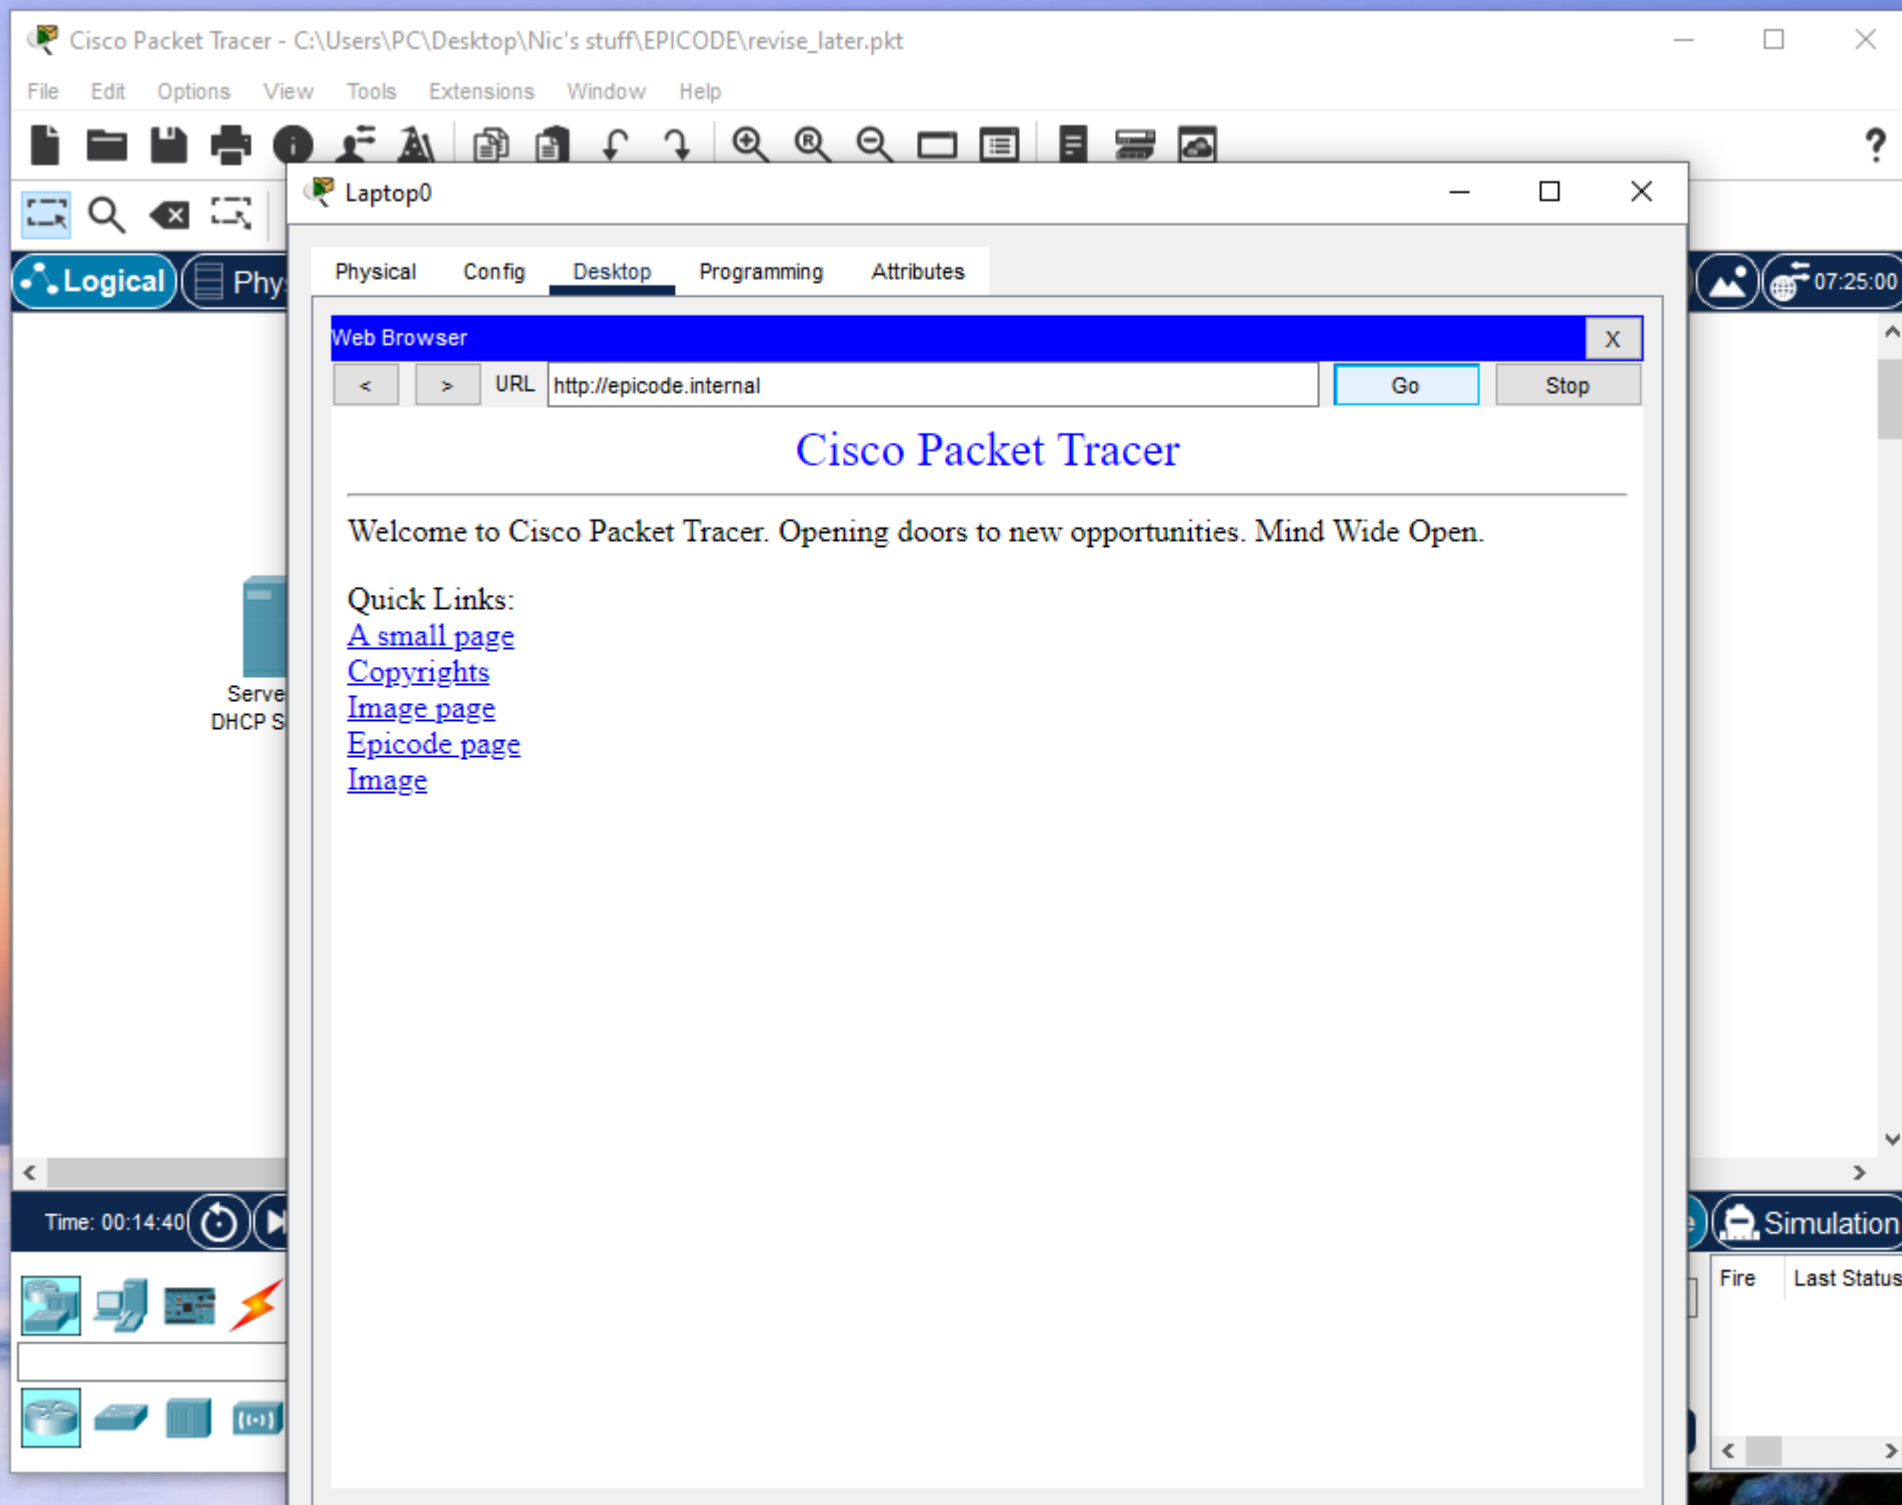 Cisco Packet Tracer - C:\Users\PC\Desktop\Nic's stuff\EPICODE\revise_later.pkt
File Edit Options View Tools Extensions Window Help
Laptop0
Physical Config Desktop Programming Attributes
Logical
Phy
07:25:00
Web Browser X
< > URL http://epicode.internal Go Stop
Cisco Packet Tracer
Welcome to Cisco Packet Tracer. Opening doors to new opportunities. Mind Wide Open.
Quick Links:
A small page
Copyrights
Image page
Epicode page
Image
Serve
DHCP S
Time: 00:14:40
Simulation
Fire Last Status